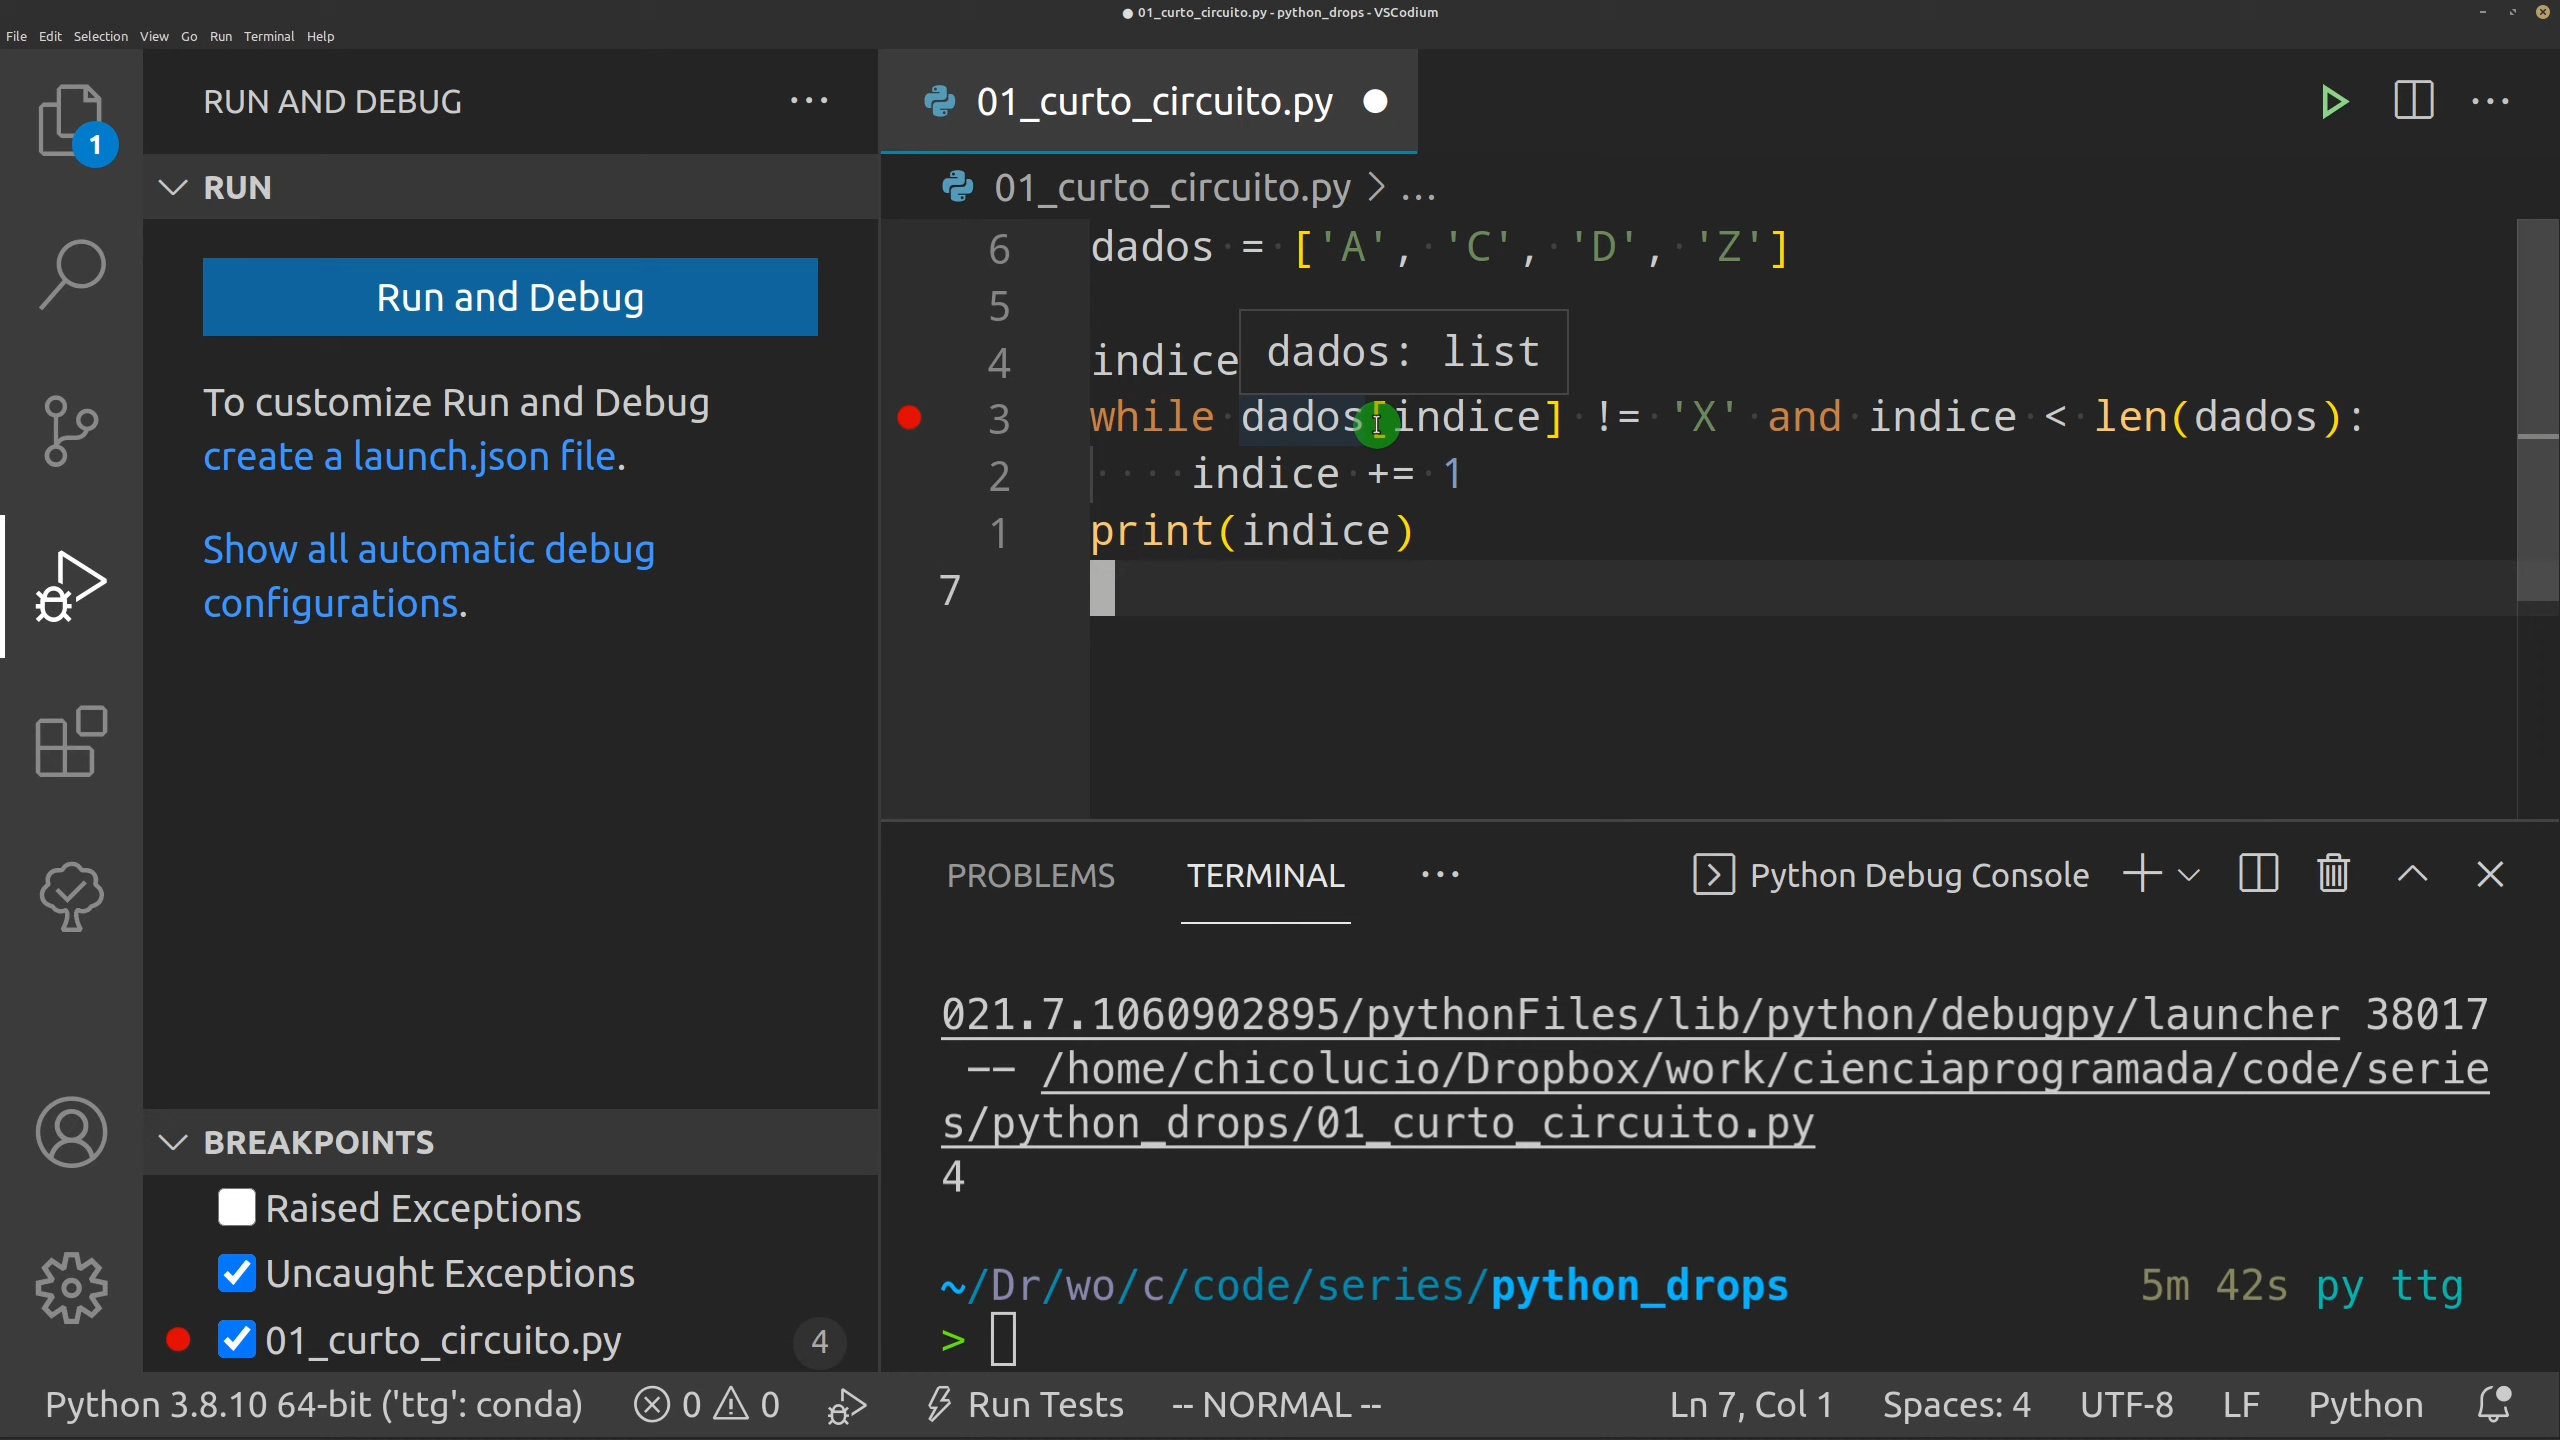 ● 01_curto_circuito.py - python_drops - VSCodium
File Edit Selection View Go Run Terminal Help
RUN AND DEBUG ···
RUN
Run and Debug
To customize Run and Debug
create a launch.json file.
Show all automatic debug
configurations.
BREAKPOINTS
Raised Exceptions
Uncaught Exceptions
01_curto_circuito.py 4
1
01_curto_circuito.py ●
01_curto_circuito.py > ...
6 dados = ['A', 'C', 'D', 'Z']
5
dados: list
4 indice
3 while dados[indice] != 'X' and indice < len(dados):
2 indice += 1
1 print(indice)
7
PROBLEMS TERMINAL ··· Python Debug Console
021.7.1060902895/pythonFiles/lib/python/debugpy/launcher 38017
-- /home/chicolucio/Dropbox/work/cienciaprogramada/code/serie
s/python_drops/01_curto_circuito.py
4
~/Dr/wo/c/code/series/python_drops 5m 42s py ttg
>
Python 3.8.10 64-bit ('ttg': conda) 0 0 Run Tests -- NORMAL -- Ln 7, Col 1 Spaces: 4 UTF-8 LF Python